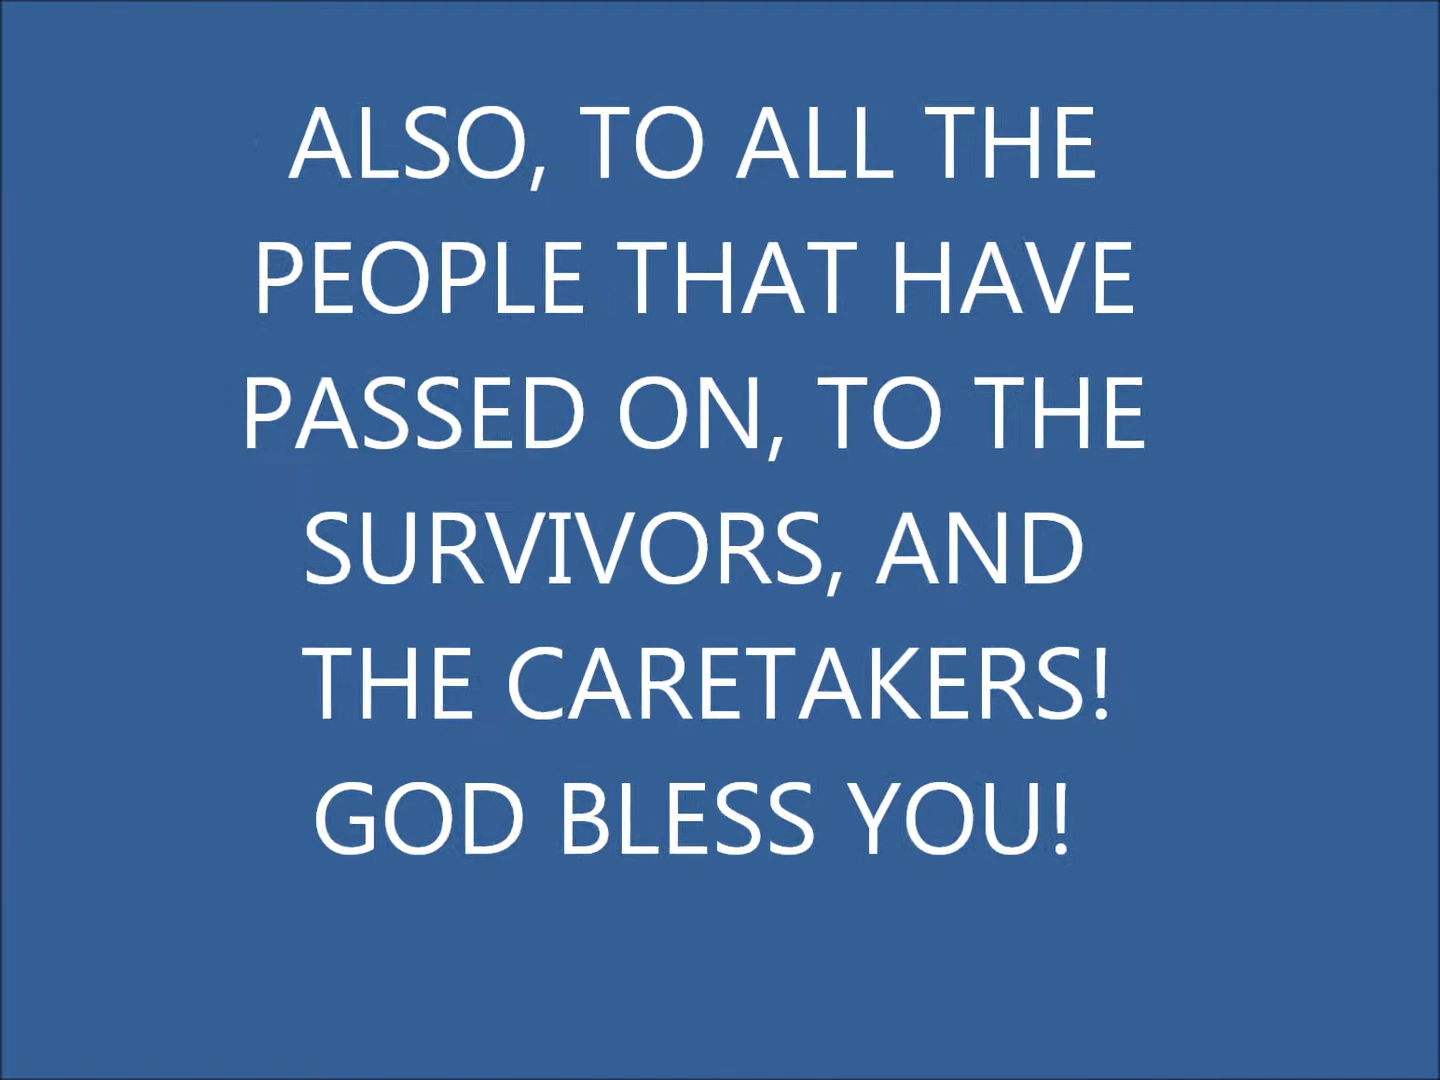 ALSO, TO ALL THE
PEOPLE THAT HAVE
PASSED ON, TO THE
SURVIVORS, AND
THE CARETAKERS!
GOD BLESS YOU!